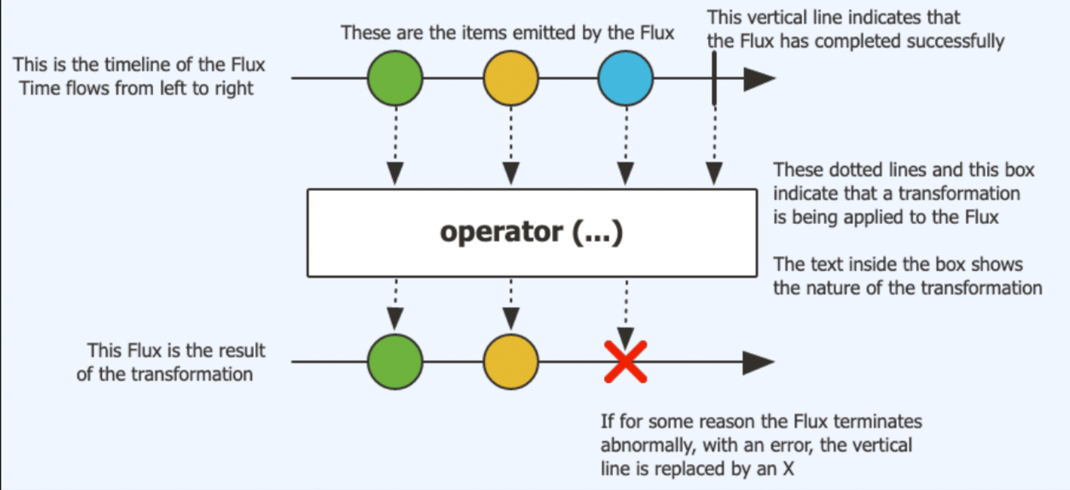 These are the items emitted by the Flux
This vertical line indicates that
the Flux has completed successfully
This is the timeline of the Flux
Time flows from left to right
These dotted lines and this box
indicate that a transformation
is being applied to the Flux
operator (...)
The text inside the box shows
the nature of the transformation
This Flux is the result
of the transformation
If for some reason the Flux terminates
abnormally, with an error, the vertical
line is replaced by an X